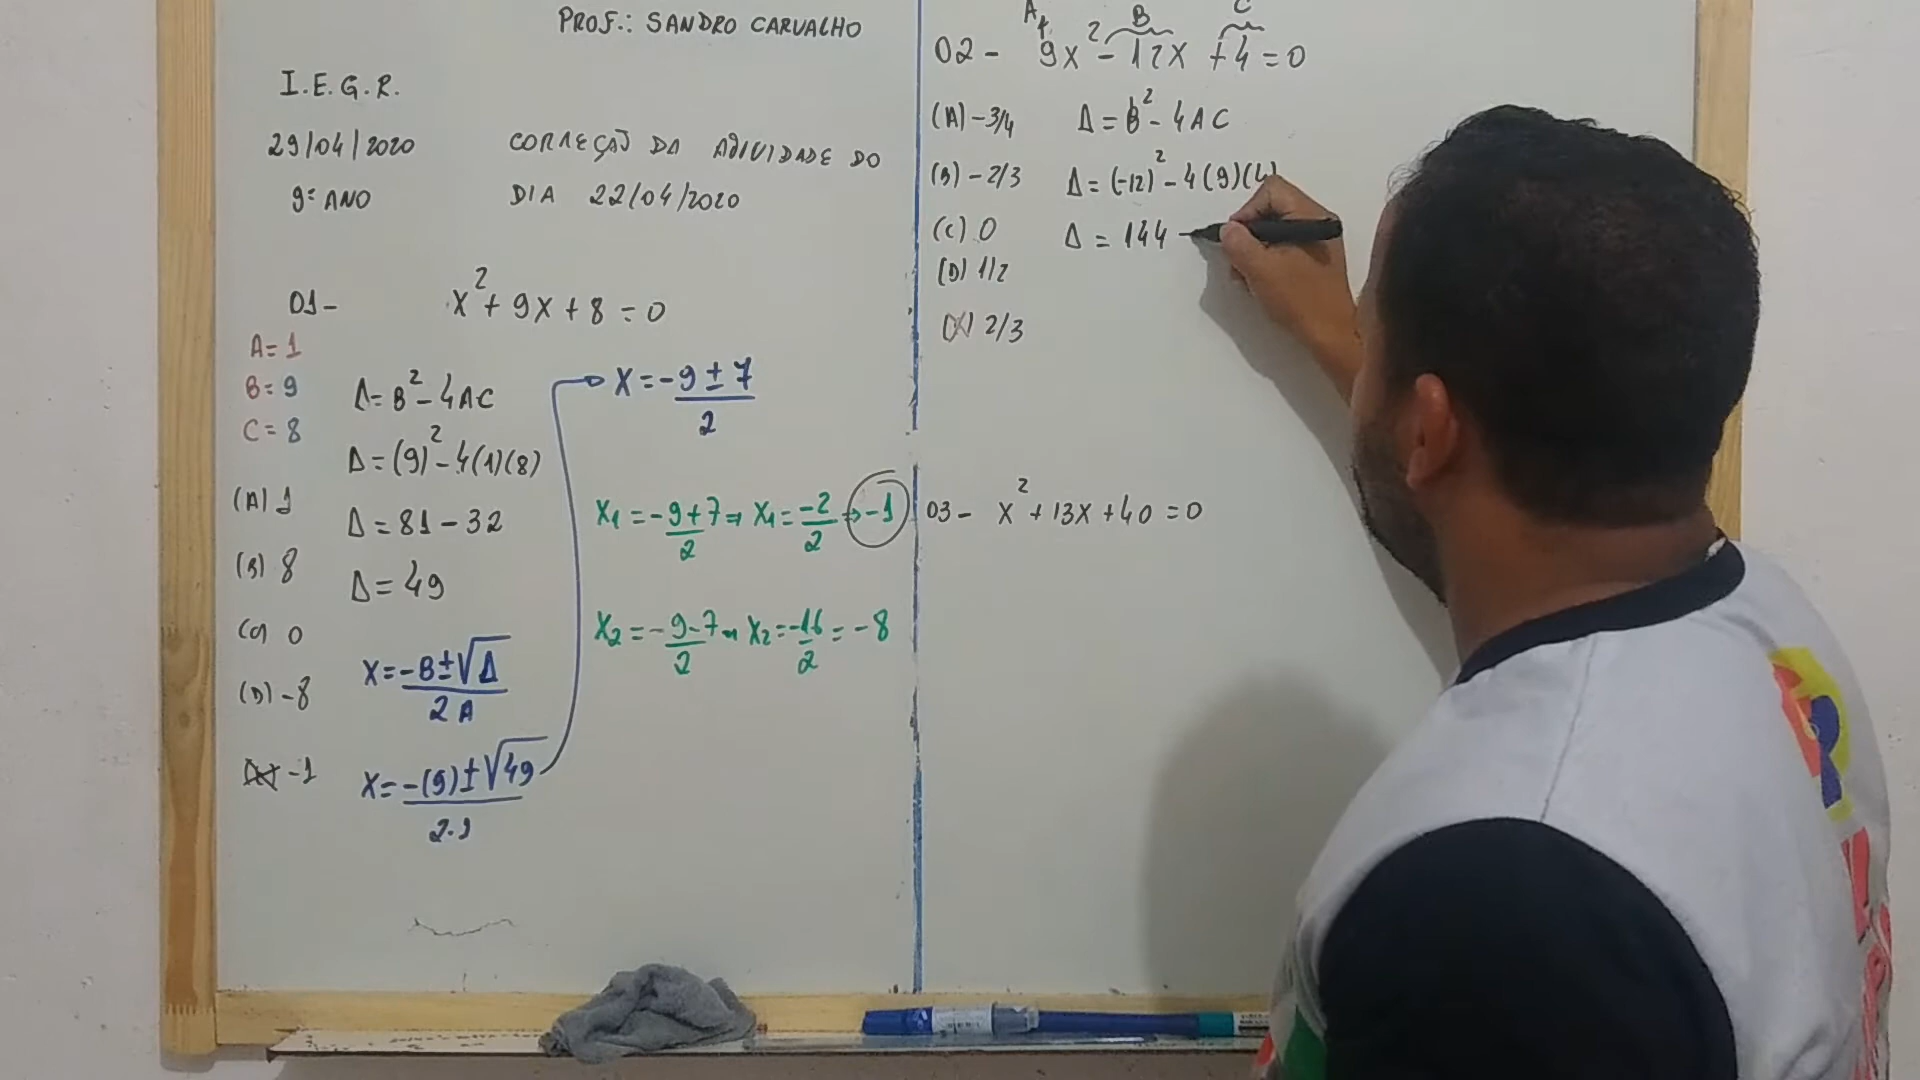 PROF.: SANDRO CARVALHO
I.E.G.R.
29/04/2020
9º ANO
CORREÇÃO DA ATIVIDADE DO
DIA 22/04/2020
01- x² + 9x + 8 = 0
A= 1
B= 9
C= 8
Δ= B² - 4AC
Δ= (9)² - 4(1)(8)
Δ= 81 - 32
Δ= 49
(A) 1
(B) 8
(C) 0
(D) -8
-1
X= -B ± √Δ / 2A
X= -(9) ± √49 / 2.1
X = -9 ± 7 / 2
X1 = -9+7 / 2 → X1 = -2 / 2 → -1
X2 = -9-7 / 2 → X2 = -16 / 2 = -8
A B C
02- 9x² - 12x + 4 = 0
(A) -3/4
(B) -2/3
(C) 0
(D) 1/2
2/3
Δ = B² - 4AC
Δ = (-12)² - 4(9)(4)
Δ = 144 -
03- x² + 13x + 40 = 0